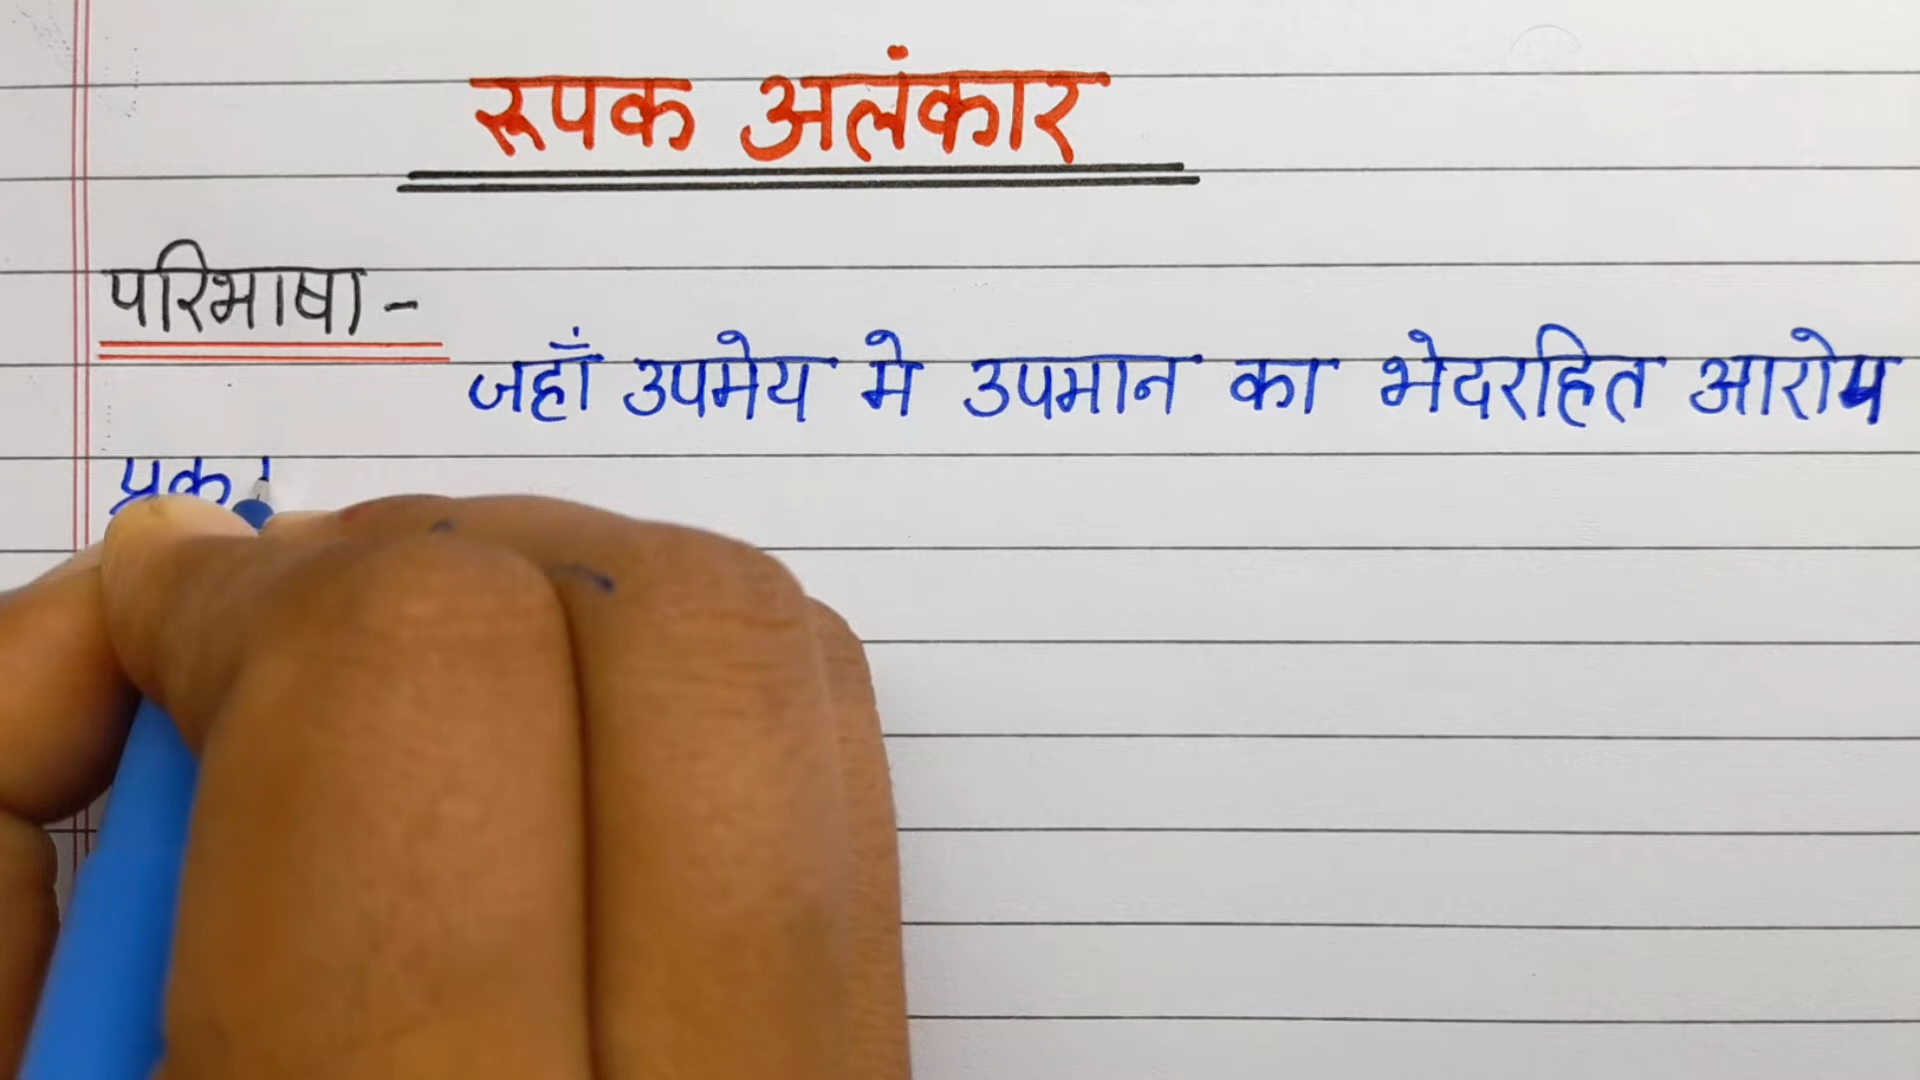 रूपक अलंकार
परिभाषा -
जहाँ उपमेय मे उपमान का भेदरहित आरोप